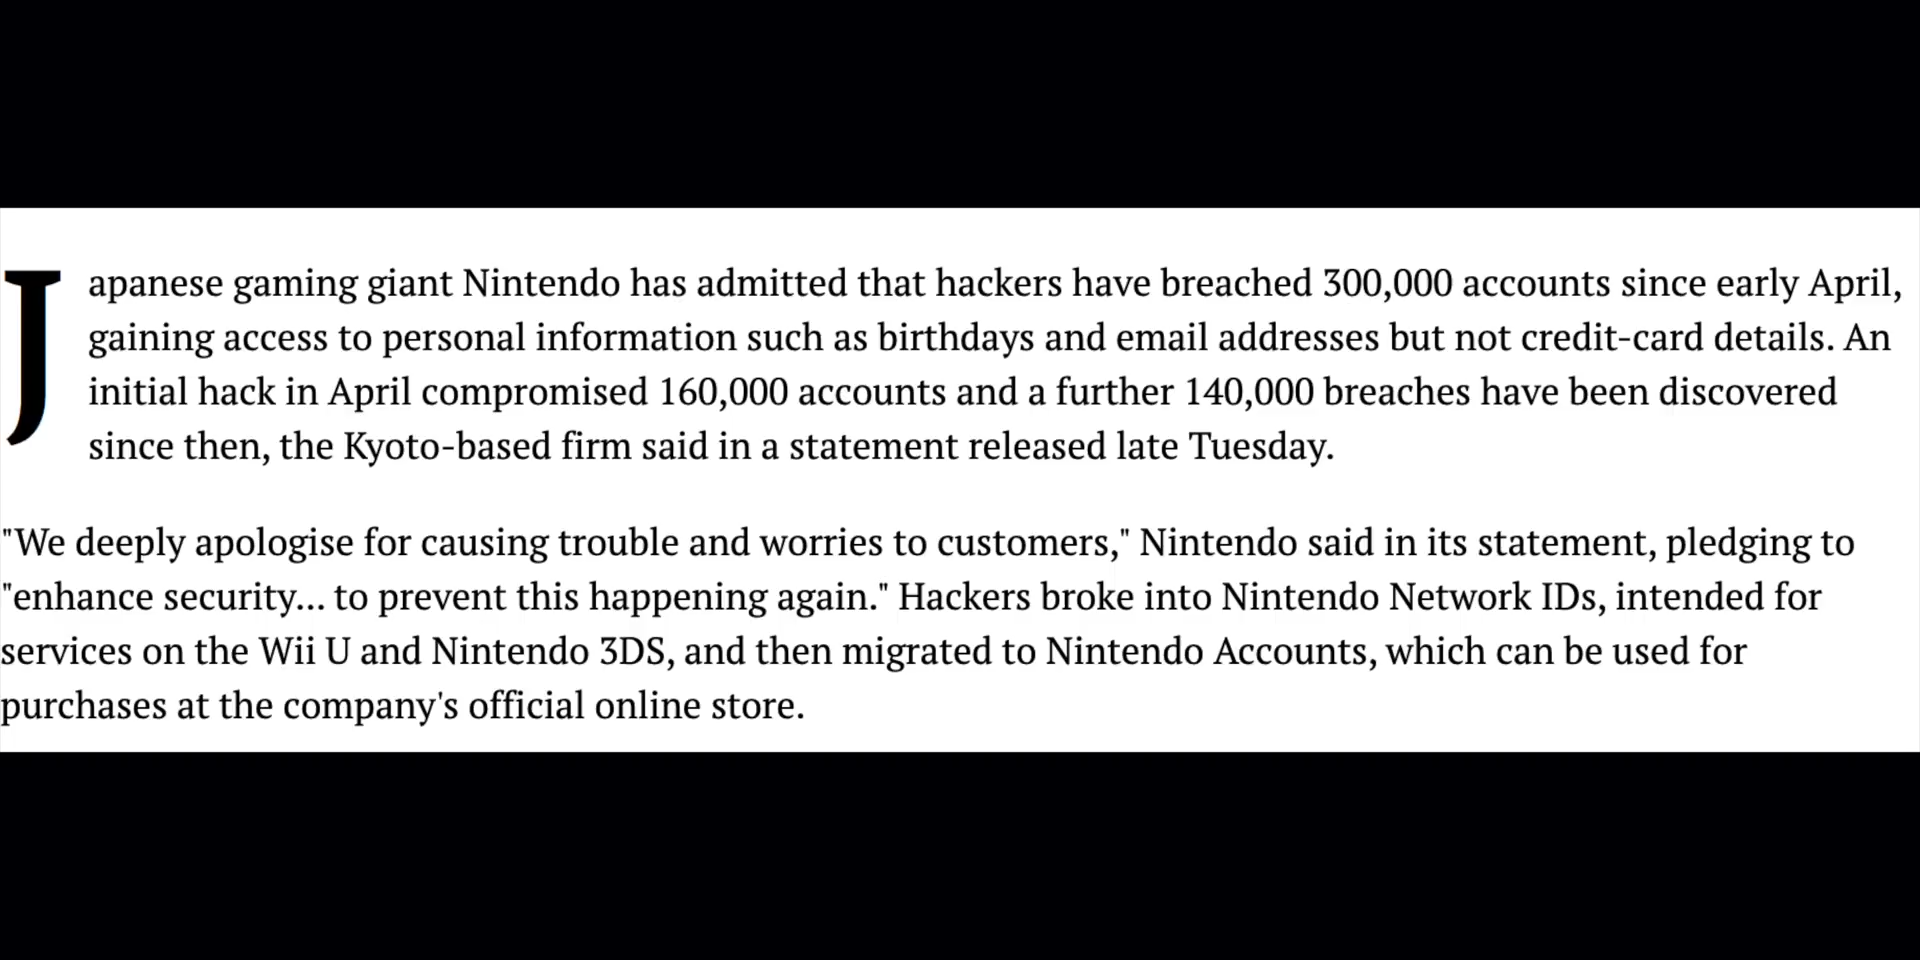 Japanese gaming giant Nintendo has admitted that hackers have breached 300,000 accounts since early April,
gaining access to personal information such as birthdays and email addresses but not credit-card details. An
initial hack in April compromised 160,000 accounts and a further 140,000 breaches have been discovered
since then, the Kyoto-based firm said in a statement released late Tuesday.
"We deeply apologise for causing trouble and worries to customers," Nintendo said in its statement, pledging to
"enhance security... to prevent this happening again." Hackers broke into Nintendo Network IDs, intended for
services on the Wii U and Nintendo 3DS, and then migrated to Nintendo Accounts, which can be used for
purchases at the company's official online store.